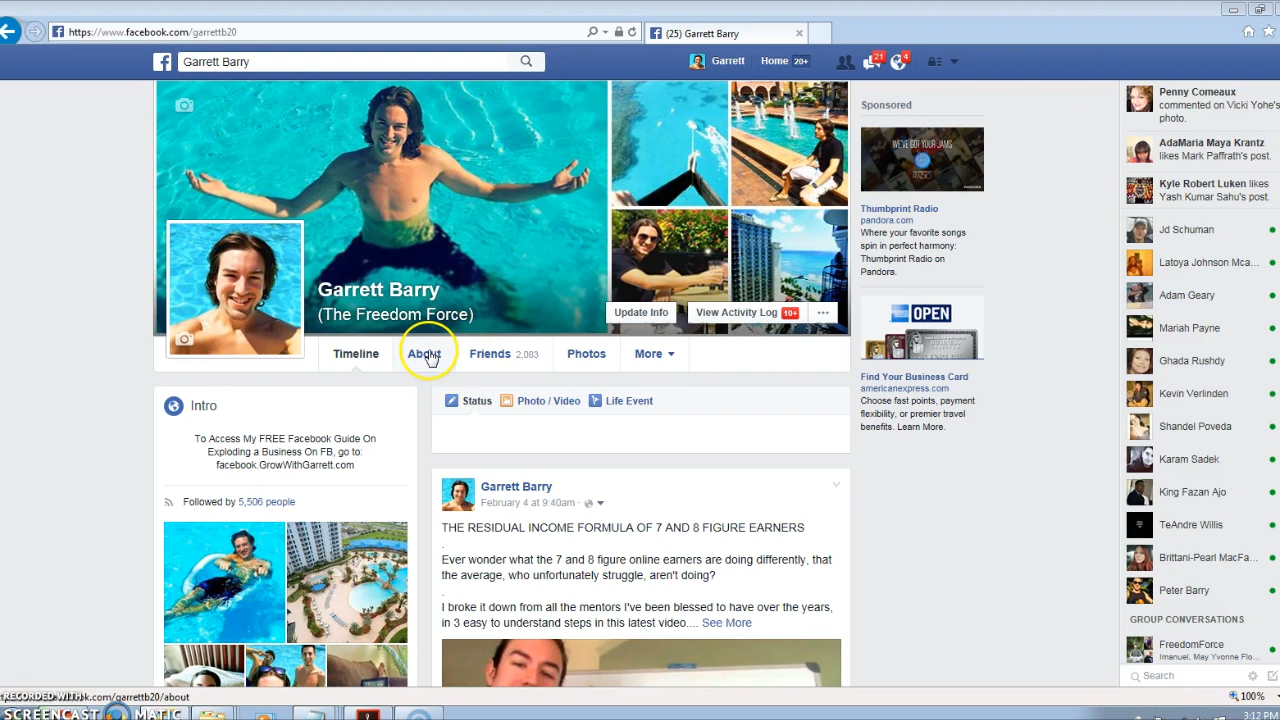 https://www.facebook.com/garrettb20
(25) Garrett Barry
Garrett Barry
Garrett
Home 20+
21
4
Garrett Barry
(The Freedom Force)
Update Info
View Activity Log 10+
Timeline
About
Friends 2,083
Photos
More
Intro
To Access My FREE Facebook Guide On
Exploding a Business On FB, go to:
facebook.GrowWithGarrett.com
Followed by 5,506 people
Status
Photo / Video
Life Event
Garrett Barry
February 4 at 9:40am ·
THE RESIDUAL INCOME FORMULA OF 7 AND 8 FIGURE EARNERS
.
Ever wonder what the 7 and 8 figure online earners are doing differently, that
the average, who unfortunately struggle, aren't doing?
I broke it down from all the mentors I've been blessed to have over the years,
in 3 easy to understand steps in this latest video.... See More
Sponsored
WE'VE GOT YOUR JAMS
Thumbprint Radio
pandora.com
Where your favorite songs
spin in perfect harmony:
Thumbprint Radio on
Pandora.
OPEN
Find Your Business Card
americanexpress.com
Choose fast points, payment
flexibility, or premier travel
benefits. Learn More.
Penny Comeaux
commented on Vicki Yohe's
photo.
AdaMaria Maya Krantz
likes Mark Paffrath's post.
Kyle Robert Luken likes
Yash Kumar Sahu's post.
Jd Schuman
Latoya Johnson Mca...
Adam Geary
Mariah Payne
Ghada Rushdy
Kevin Verlinden
Shandel Poveda
Karam Sadek
King Fazan Ajo
TeAndre Willis
Brittani-Pearl MacFa...
Peter Barry
GROUP CONVERSATIONS
FreedomForce
Imanuel, May Yvonne Flo...
Search
100%
3:12 PM
RECORDED WITH
SCREENCAST MATIC
ook.com/garrettb20/about